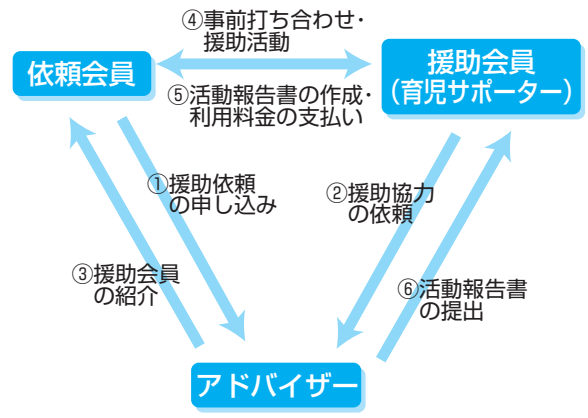 ④事前打ち合わせ・
援助活動
依頼会員
援助会員
(育児サポーター)
⑤活動報告書の作成・
利用料金の支払い
①援助依頼
の申し込み
②援助協力
の依頼
③援助会員
の紹介
⑥活動報告書
の提出
アドバイザー